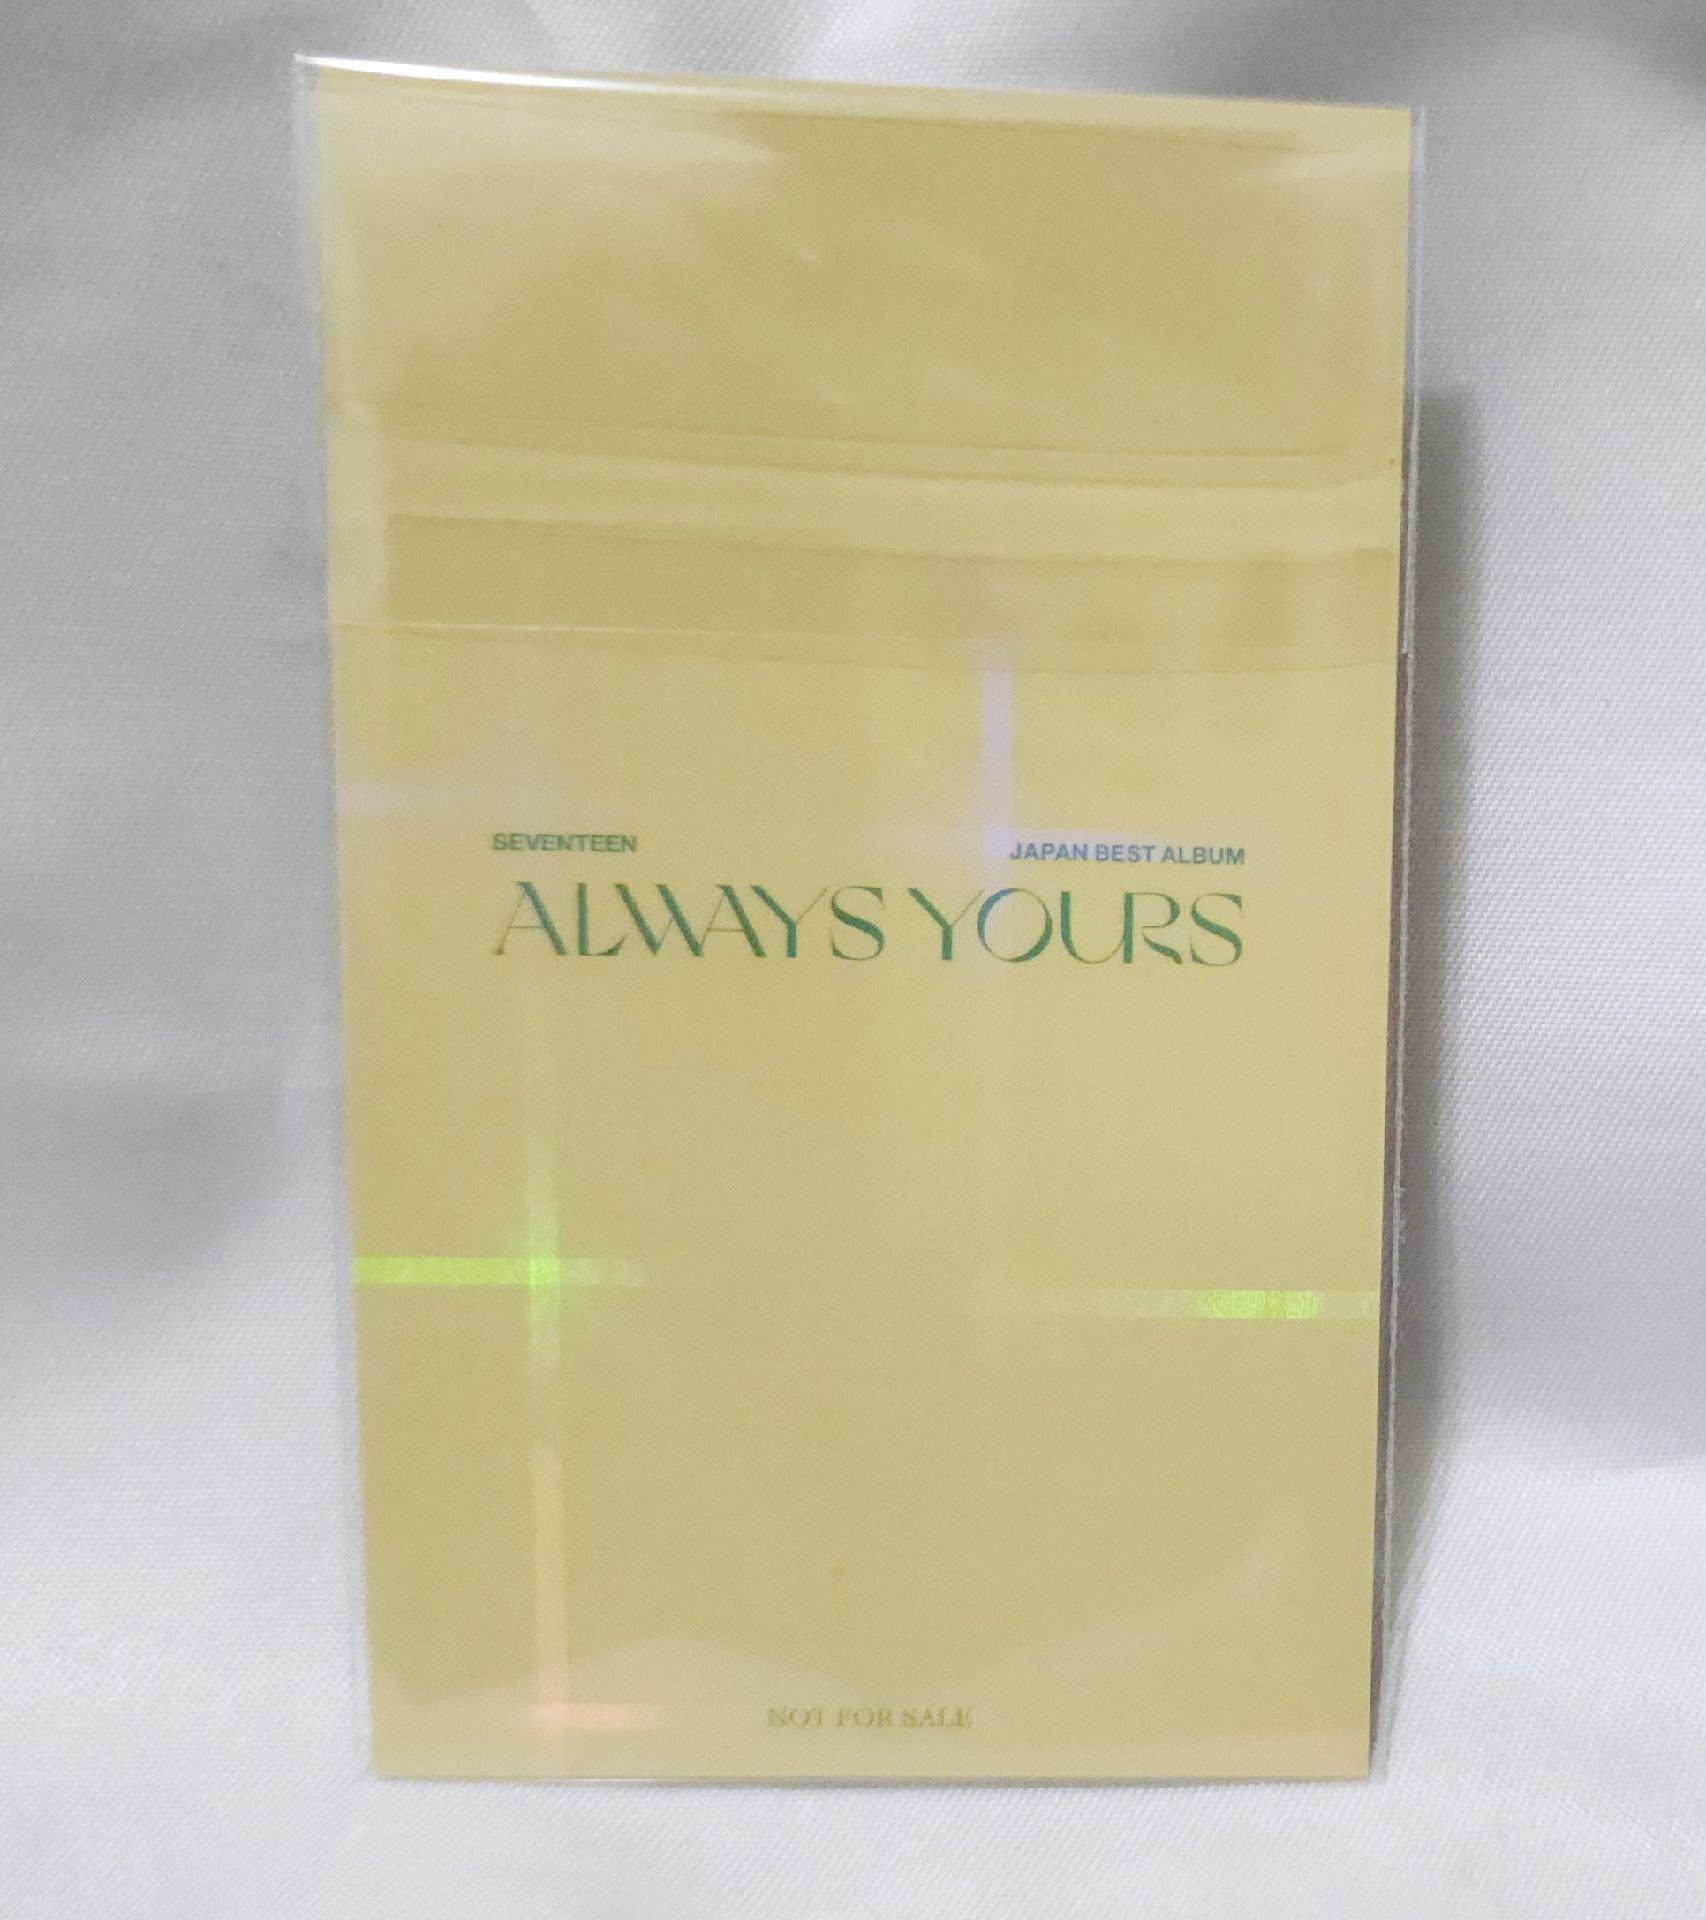 SEVENTEEN JAPAN BEST ALBUM
ALWAYS YOURS
NOT FOR SALE